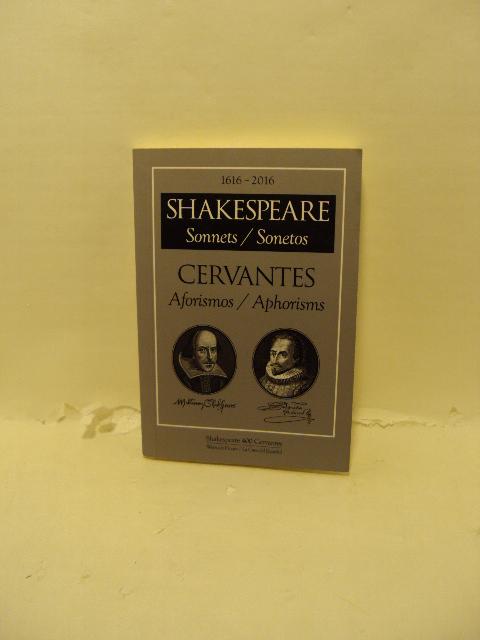 1616 – 2016
SHAKESPEARE
Sonnets / Sonetos
CERVANTES
Aforismos / Aphorisms
Shakespeare 400 Cervantes